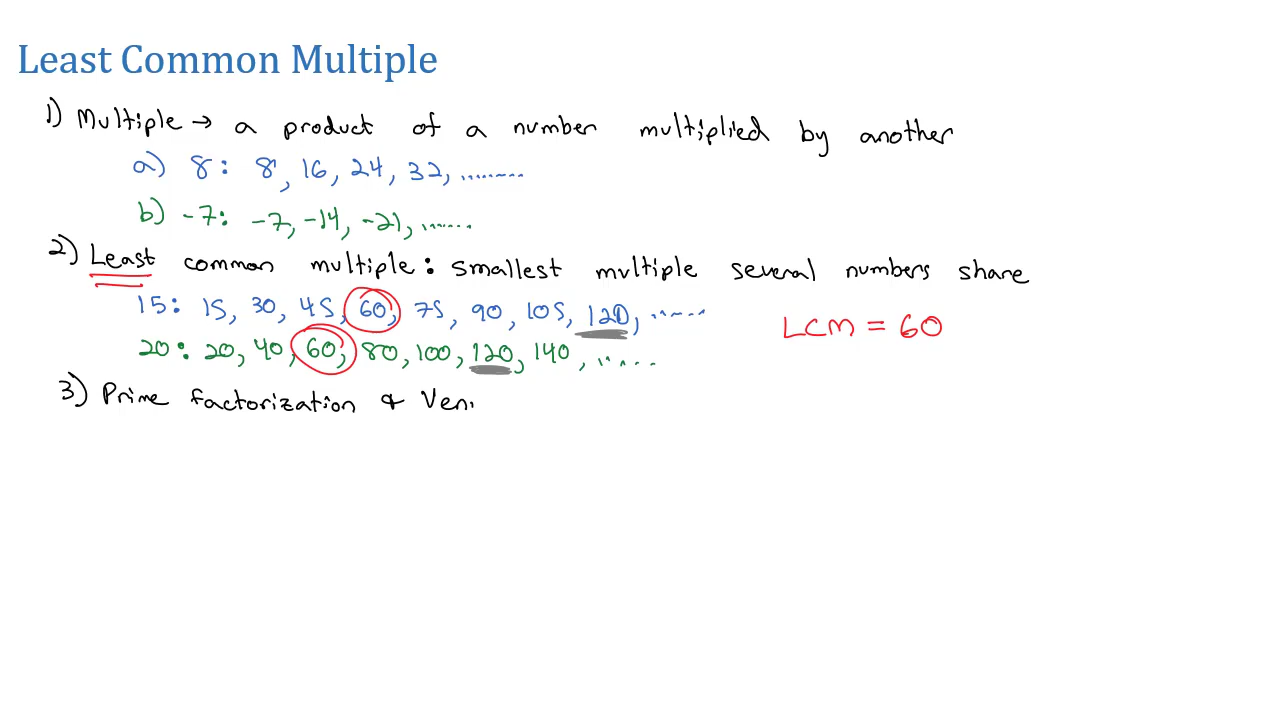 Least Common Multiple
1) Multiple → a product of a number multiplied by another
a) 8: 8, 16, 24, 32, ........
b) -7: -7, -14, -21, ......
2) Least common multiple: smallest multiple several numbers share
15: 15, 30, 45, 60, 75, 90, 105, 120, ......
LCM = 60
20: 20, 40, 60, 80, 100, 120, 140, ......
3) Prime factorization & Ven